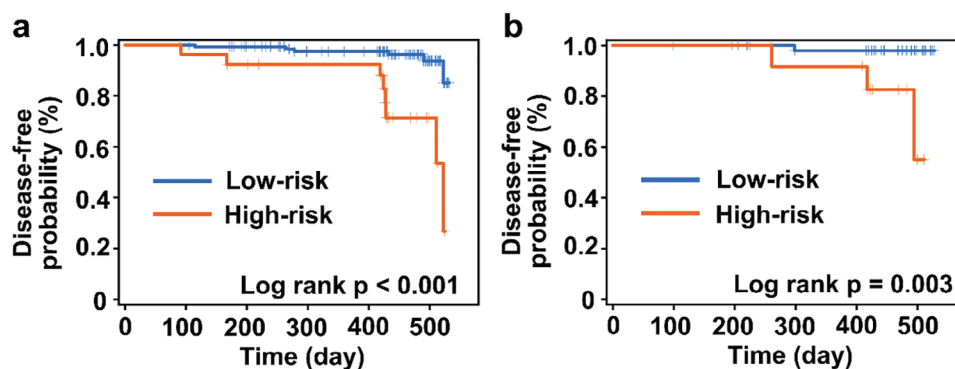 a
Disease-free
probability (%)
1.0
0.8
0.6
0.4
0.2
0
Low-risk
High-risk
Log rank p < 0.001
0 100 200 300 400 500
Time (day)
b
Disease-free
probability (%)
1.0
0.8
0.6
0.4
0.2
0
Low-risk
High-risk
Log rank p = 0.003
0 100 200 300 400 500
Time (day)